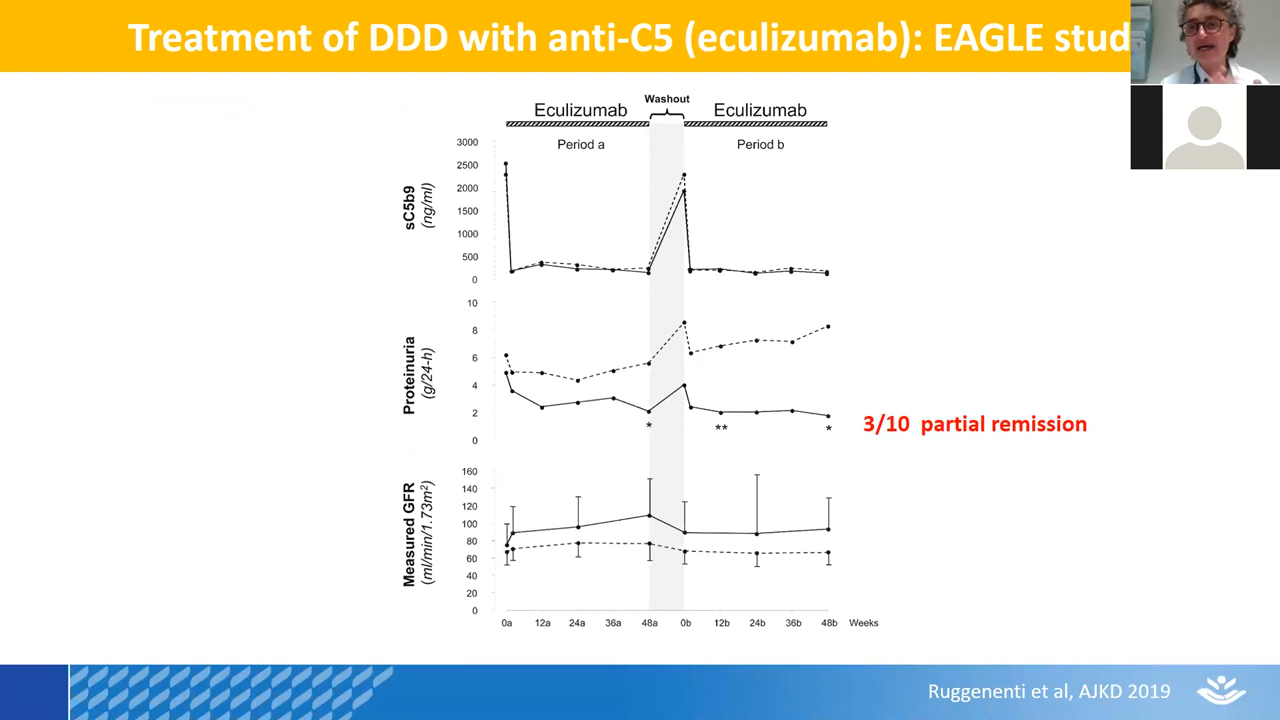 Treatment of DDD with anti-C5 (eculizumab): EAGLE stud
Washout
Eculizumab
Eculizumab
Period a
Period b
sC5b9
(ng/ml)
3000
2500
2000
1500
1000
500
0
Proteinuria
(g/24-h)
10
8
6
4
2
0
*
**
*
3/10 partial remission
Measured GFR
(ml/min/1.73m²)
160
140
120
100
80
60
40
20
0
0a 12a 24a 36a 48a 0b 12b 24b 36b 48b Weeks
Ruggenenti et al, AJKD 2019